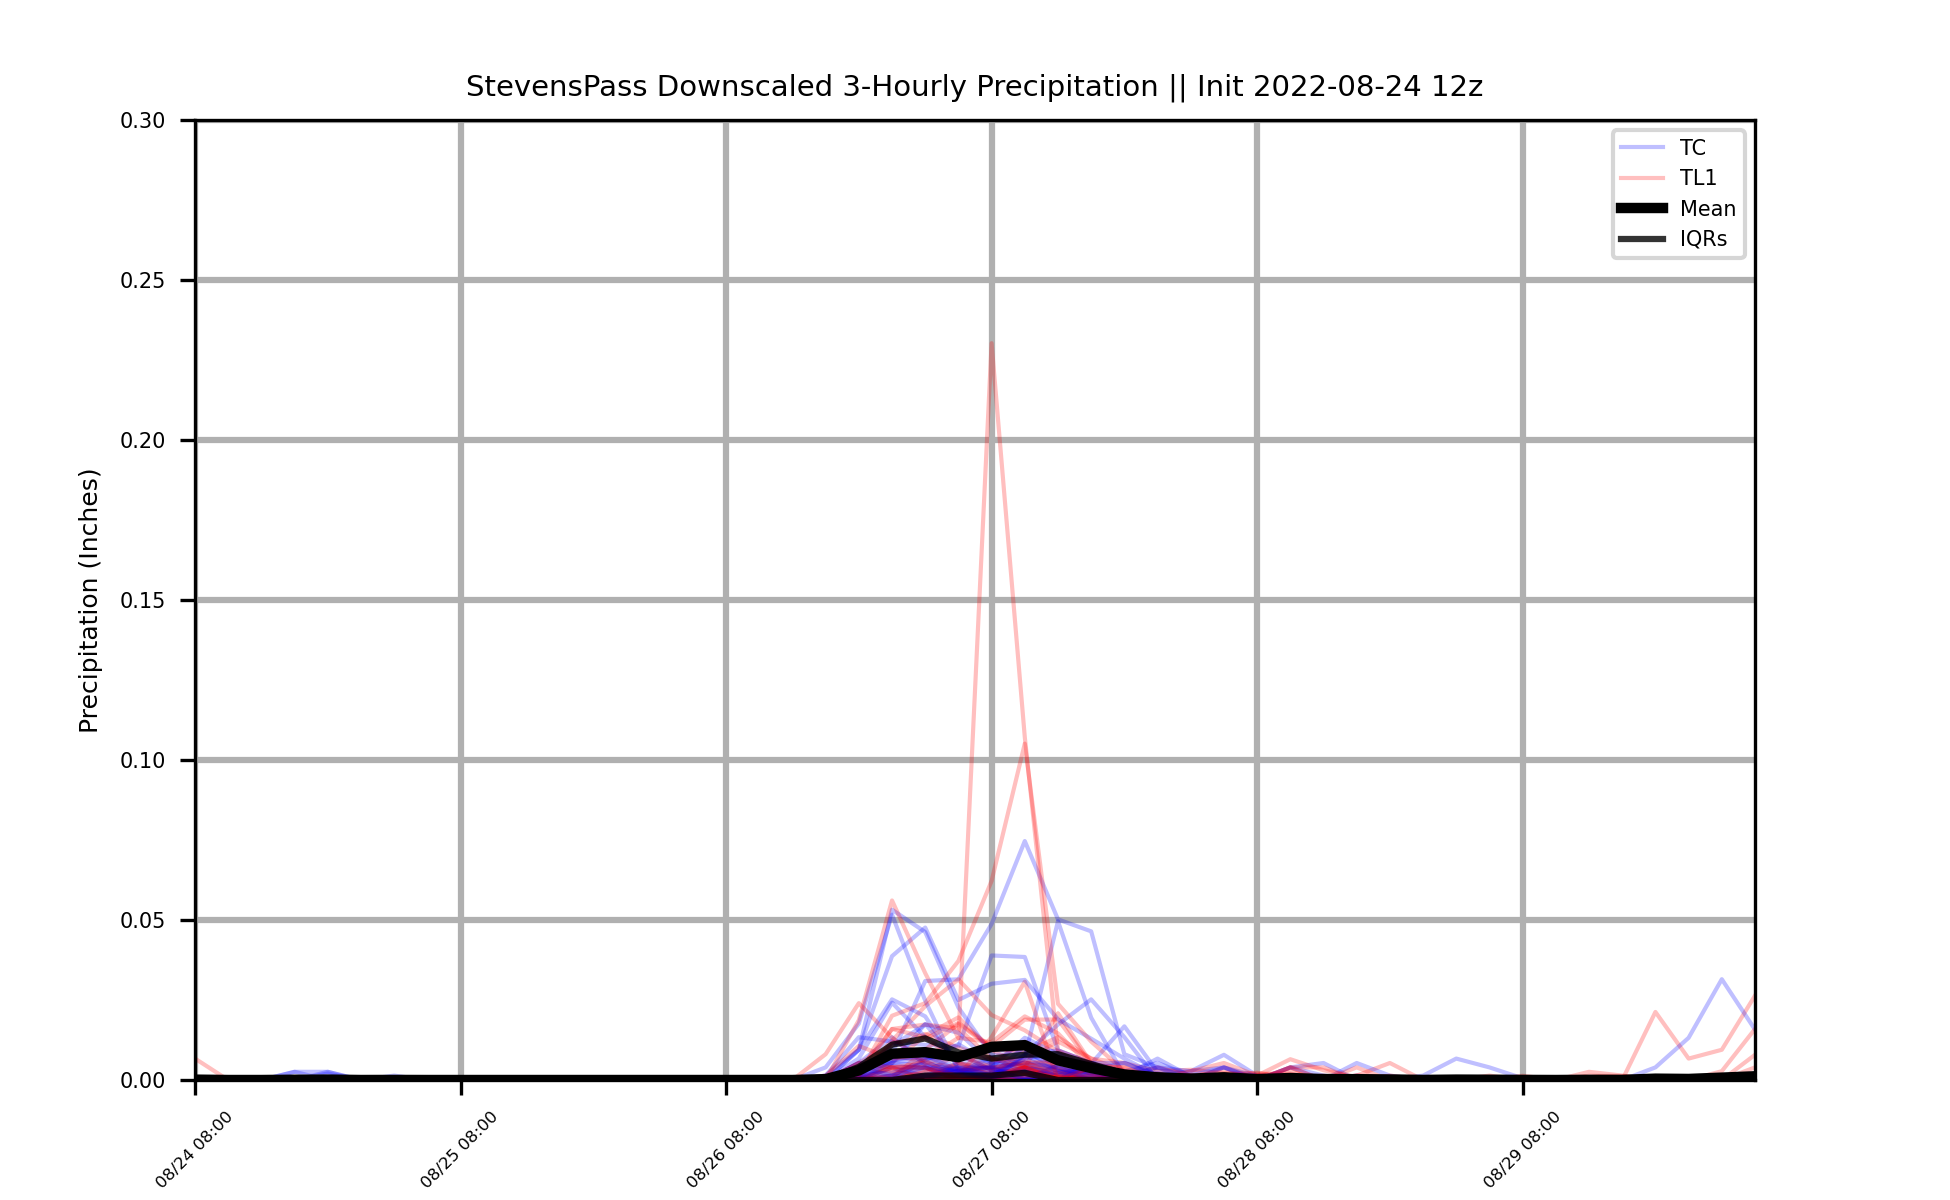 StevensPass Downscaled 3-Hourly Precipitation || Init 2022-08-24 12z
TC
TL1
Mean
IQRs
Precipitation (Inches)
0.30
0.25
0.20
0.15
0.10
0.05
0.00
08/24 08:00
08/25 08:00
08/26 08:00
08/27 08:00
08/28 08:00
08/29 08:00